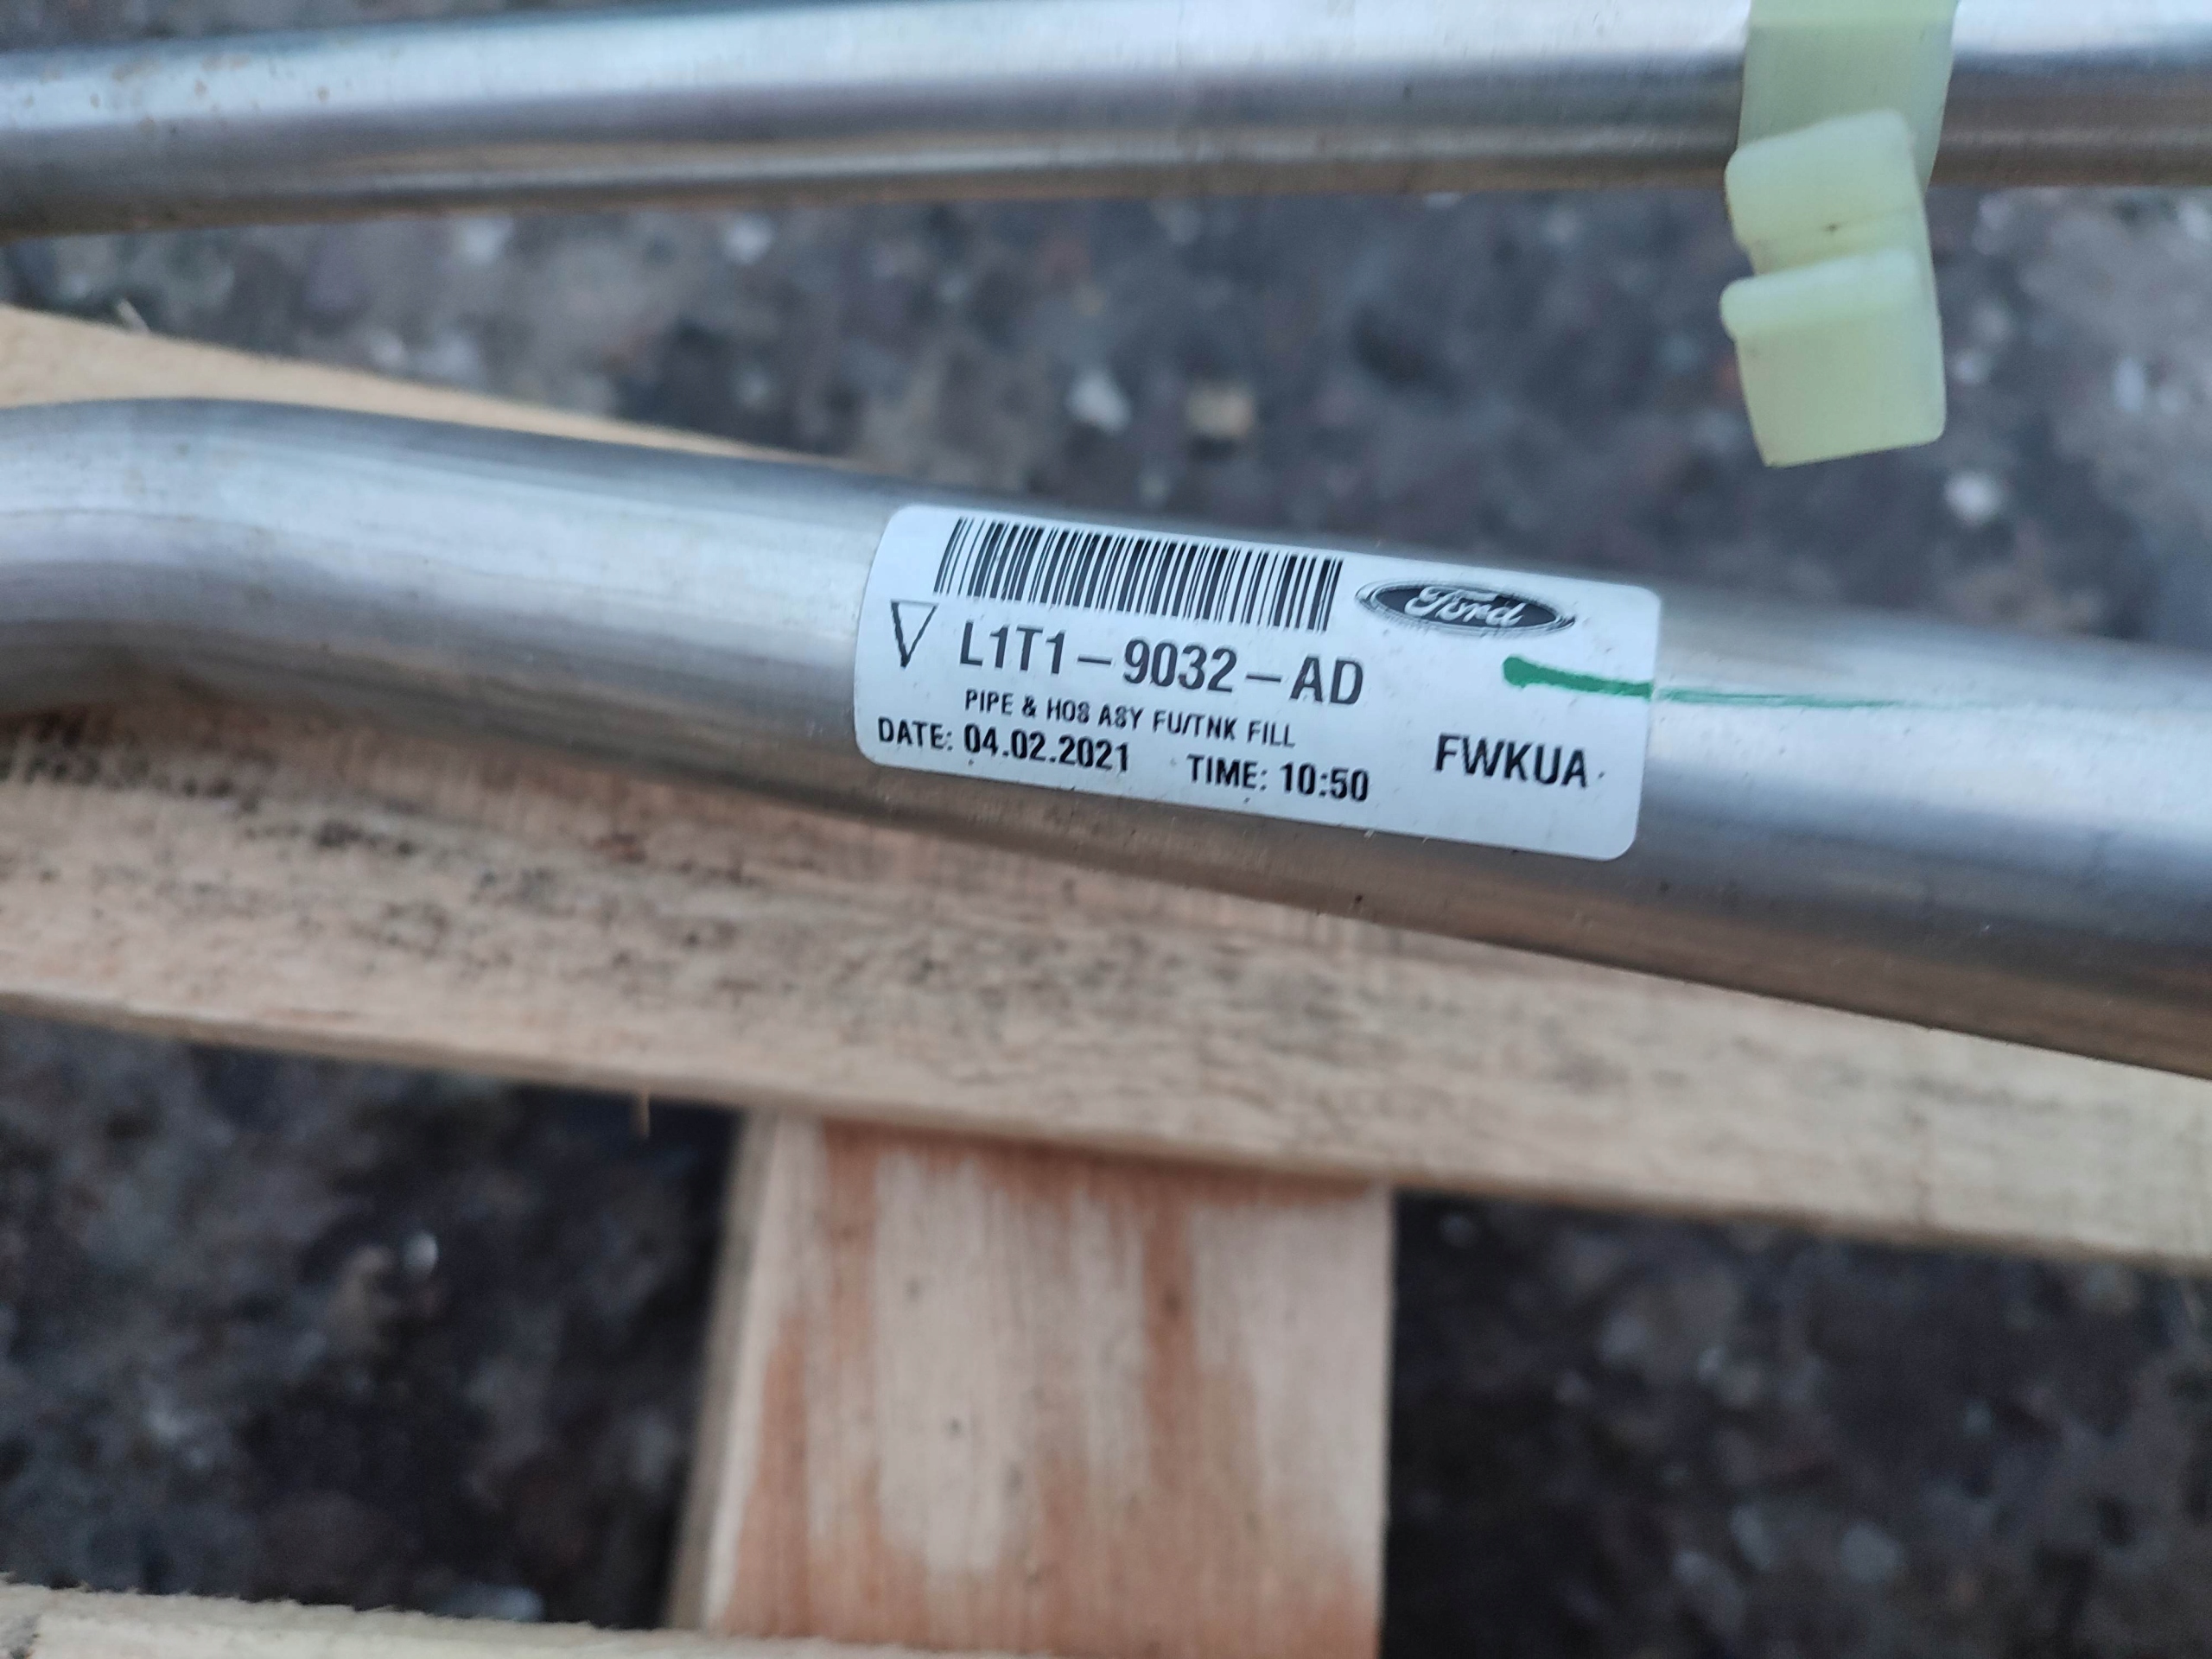 Ford
L1T1-9032-AD
PIPE & HOS ASY FU/TNK FILL
DATE: 04.02.2021 TIME: 10:50 FWKUA